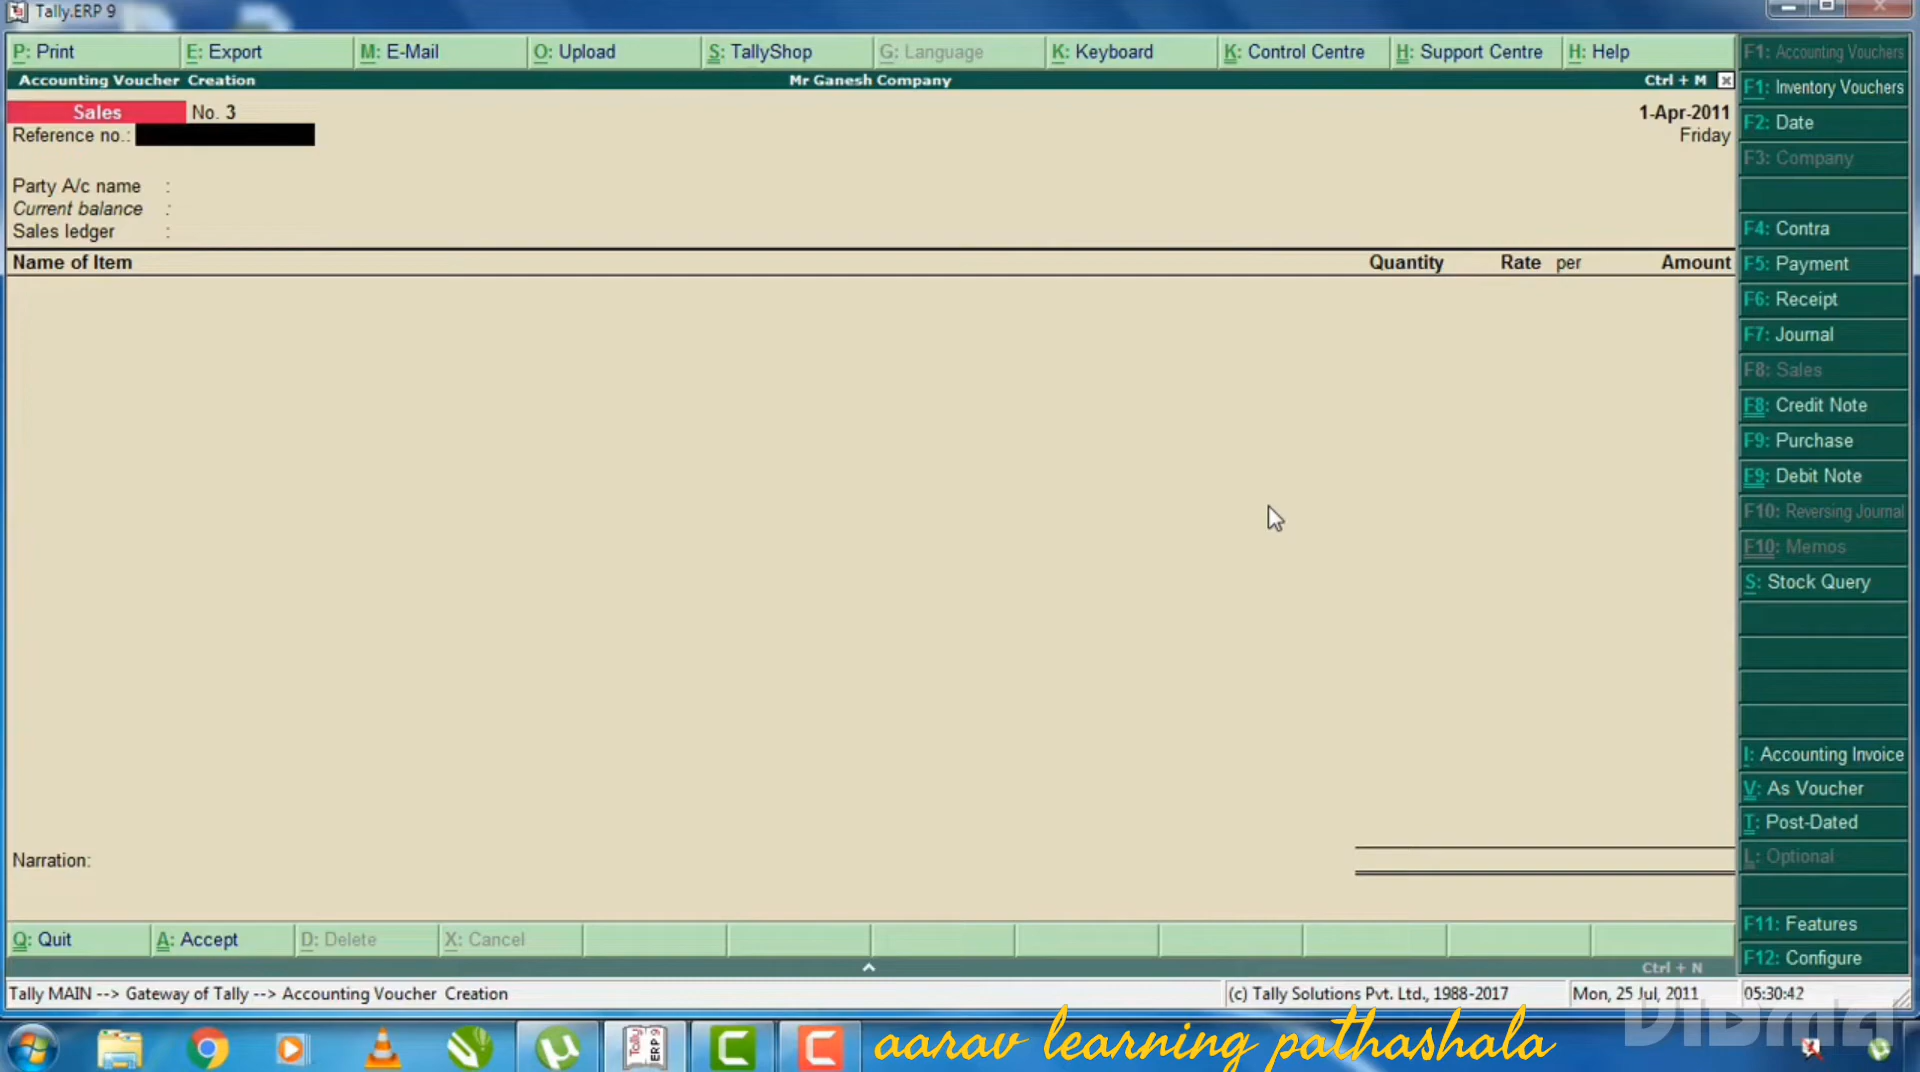 Tally.ERP 9
P: Print E: Export M: E-Mail O: Upload S: TallyShop G: Language K: Keyboard K: Control Centre H: Support Centre H: Help
Accounting Voucher Creation Mr Ganesh Company Ctrl + M
Sales No. 3 1-Apr-2011
Reference no.: Friday
Party A/c name :
Current balance :
Sales ledger :
Name of Item Quantity Rate per Amount
Narration:
F1: Accounting Vouchers
F1: Inventory Vouchers
F2: Date
F3: Company
F4: Contra
F5: Payment
F6: Receipt
F7: Journal
F8: Sales
F8: Credit Note
F9: Purchase
F9: Debit Note
F10: Reversing Journal
F10: Memos
S: Stock Query
I: Accounting Invoice
V: As Voucher
T: Post-Dated
L: Optional
F11: Features
F12: Configure
Q: Quit A: Accept D: Delete X: Cancel
Ctrl + N
Tally MAIN --> Gateway of Tally --> Accounting Voucher Creation (c) Tally Solutions Pvt. Ltd., 1988-2017 Mon, 25 Jul, 2011 05:30:42
Tally ERP 9
aarav learning pathashala